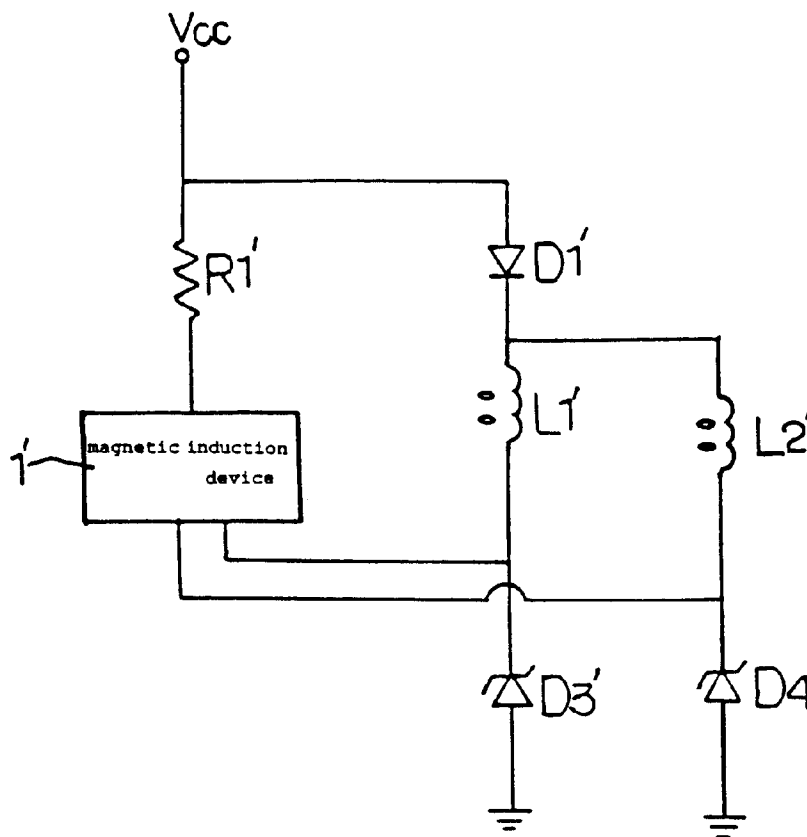 Vcc
R1'
D1'
L1'
L2'
1'
magnetic induction
device
D3'
D4